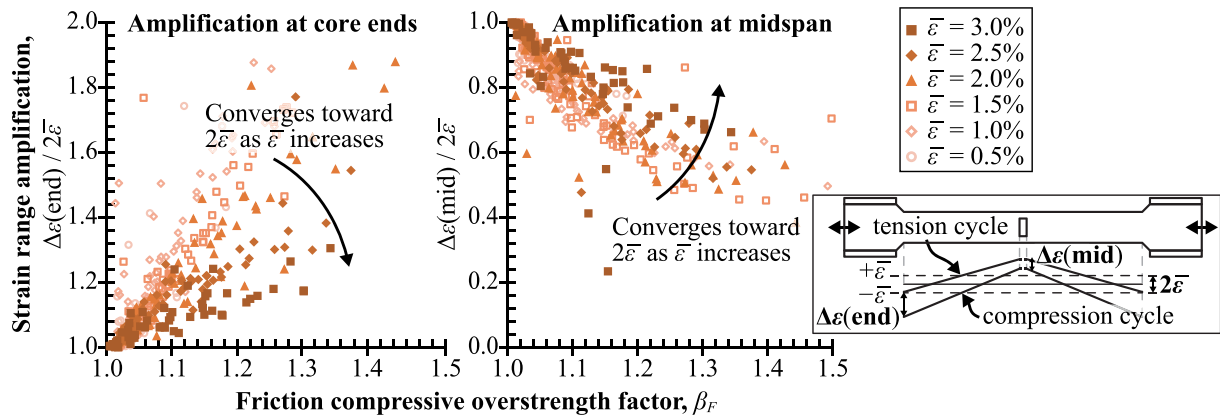 Amplification at core ends
Strain range amplification,
Δε(end) / 2ε̅
2.0
1.8
1.6
1.4
1.2
1.0
Converges toward
2ε̅ as ε̅ increases
1.0 1.1 1.2 1.3 1.4 1.5
Amplification at midspan
Δε(mid) / 2ε̅
1.0
0.8
0.6
0.4
0.2
0.0
Converges toward
2ε̅ as ε̅ increases
1.0 1.1 1.2 1.3 1.4 1.5
Friction compressive overstrength factor, β_F
ε̅ = 3.0%
ε̅ = 2.5%
ε̅ = 2.0%
ε̅ = 1.5%
ε̅ = 1.0%
ε̅ = 0.5%
tension cycle
Δε(mid)
+ε̅
2ε̅
−ε̅
Δε(end)
compression cycle